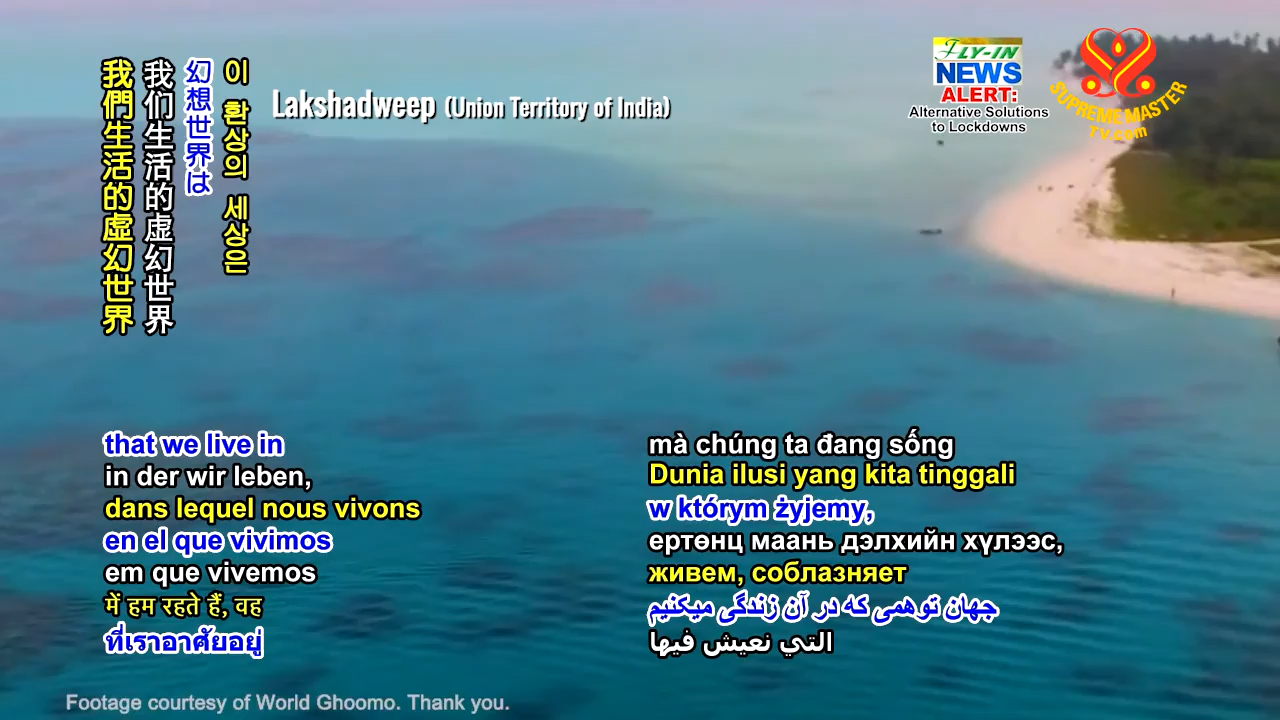 我們生活的虛幻世界
我们生活的虚幻世界
幻想世界は
이 환상의 세상은
Lakshadweep (Union Territory of India)
FLY-IN
NEWS
ALERT:
Alternative Solutions
to Lockdowns
SUPREME MASTER
TV.com
that we live in
in der wir leben,
dans lequel nous vivons
en el que vivimos
em que vivemos
में हम रहते हैं, वह
ที่เราอาศัยอยู่
mà chúng ta đang sống
Dunia ilusi yang kita tinggali
w którym żyjemy,
ертөнц маань дэлхийн хүлээс,
живем, соблазняет
جهان توهمی که در آن زندگی میکنیم
التي نعيش فيها
Footage courtesy of World Ghoomo. Thank you.